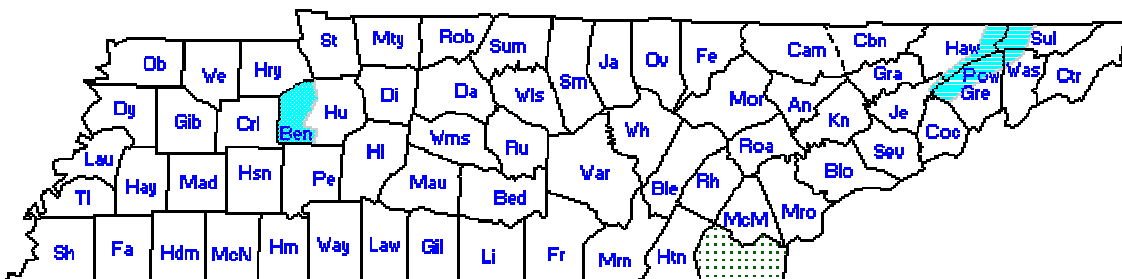 St Mty Rob Sum Ja Ov Fe Cam Cbn Haw Sul
Ob We Hry Sm Gra Pow Was Ctr
Dy Gib Crl Ben Hu Di Da Wls Mor An Kn Je Gre
Lau Hl Wms Ru Wh Roa Coc
Tl Hay Mad Hsn Pe Mau Bed War Ble Rh Blo Sev
Sh Fa Hdm McN Hm Way Law Gil Li Fr Mrn Htn McM Mro